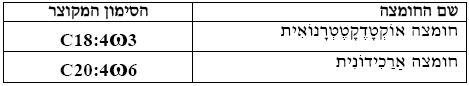 שם החומצה הסימון המקוצר
חומצה אוֹקְטָדֶקָטֶטְרָנוֹאִית C18:4ω3
חומצה אַרַכִידוֹנִית C20:4ω6